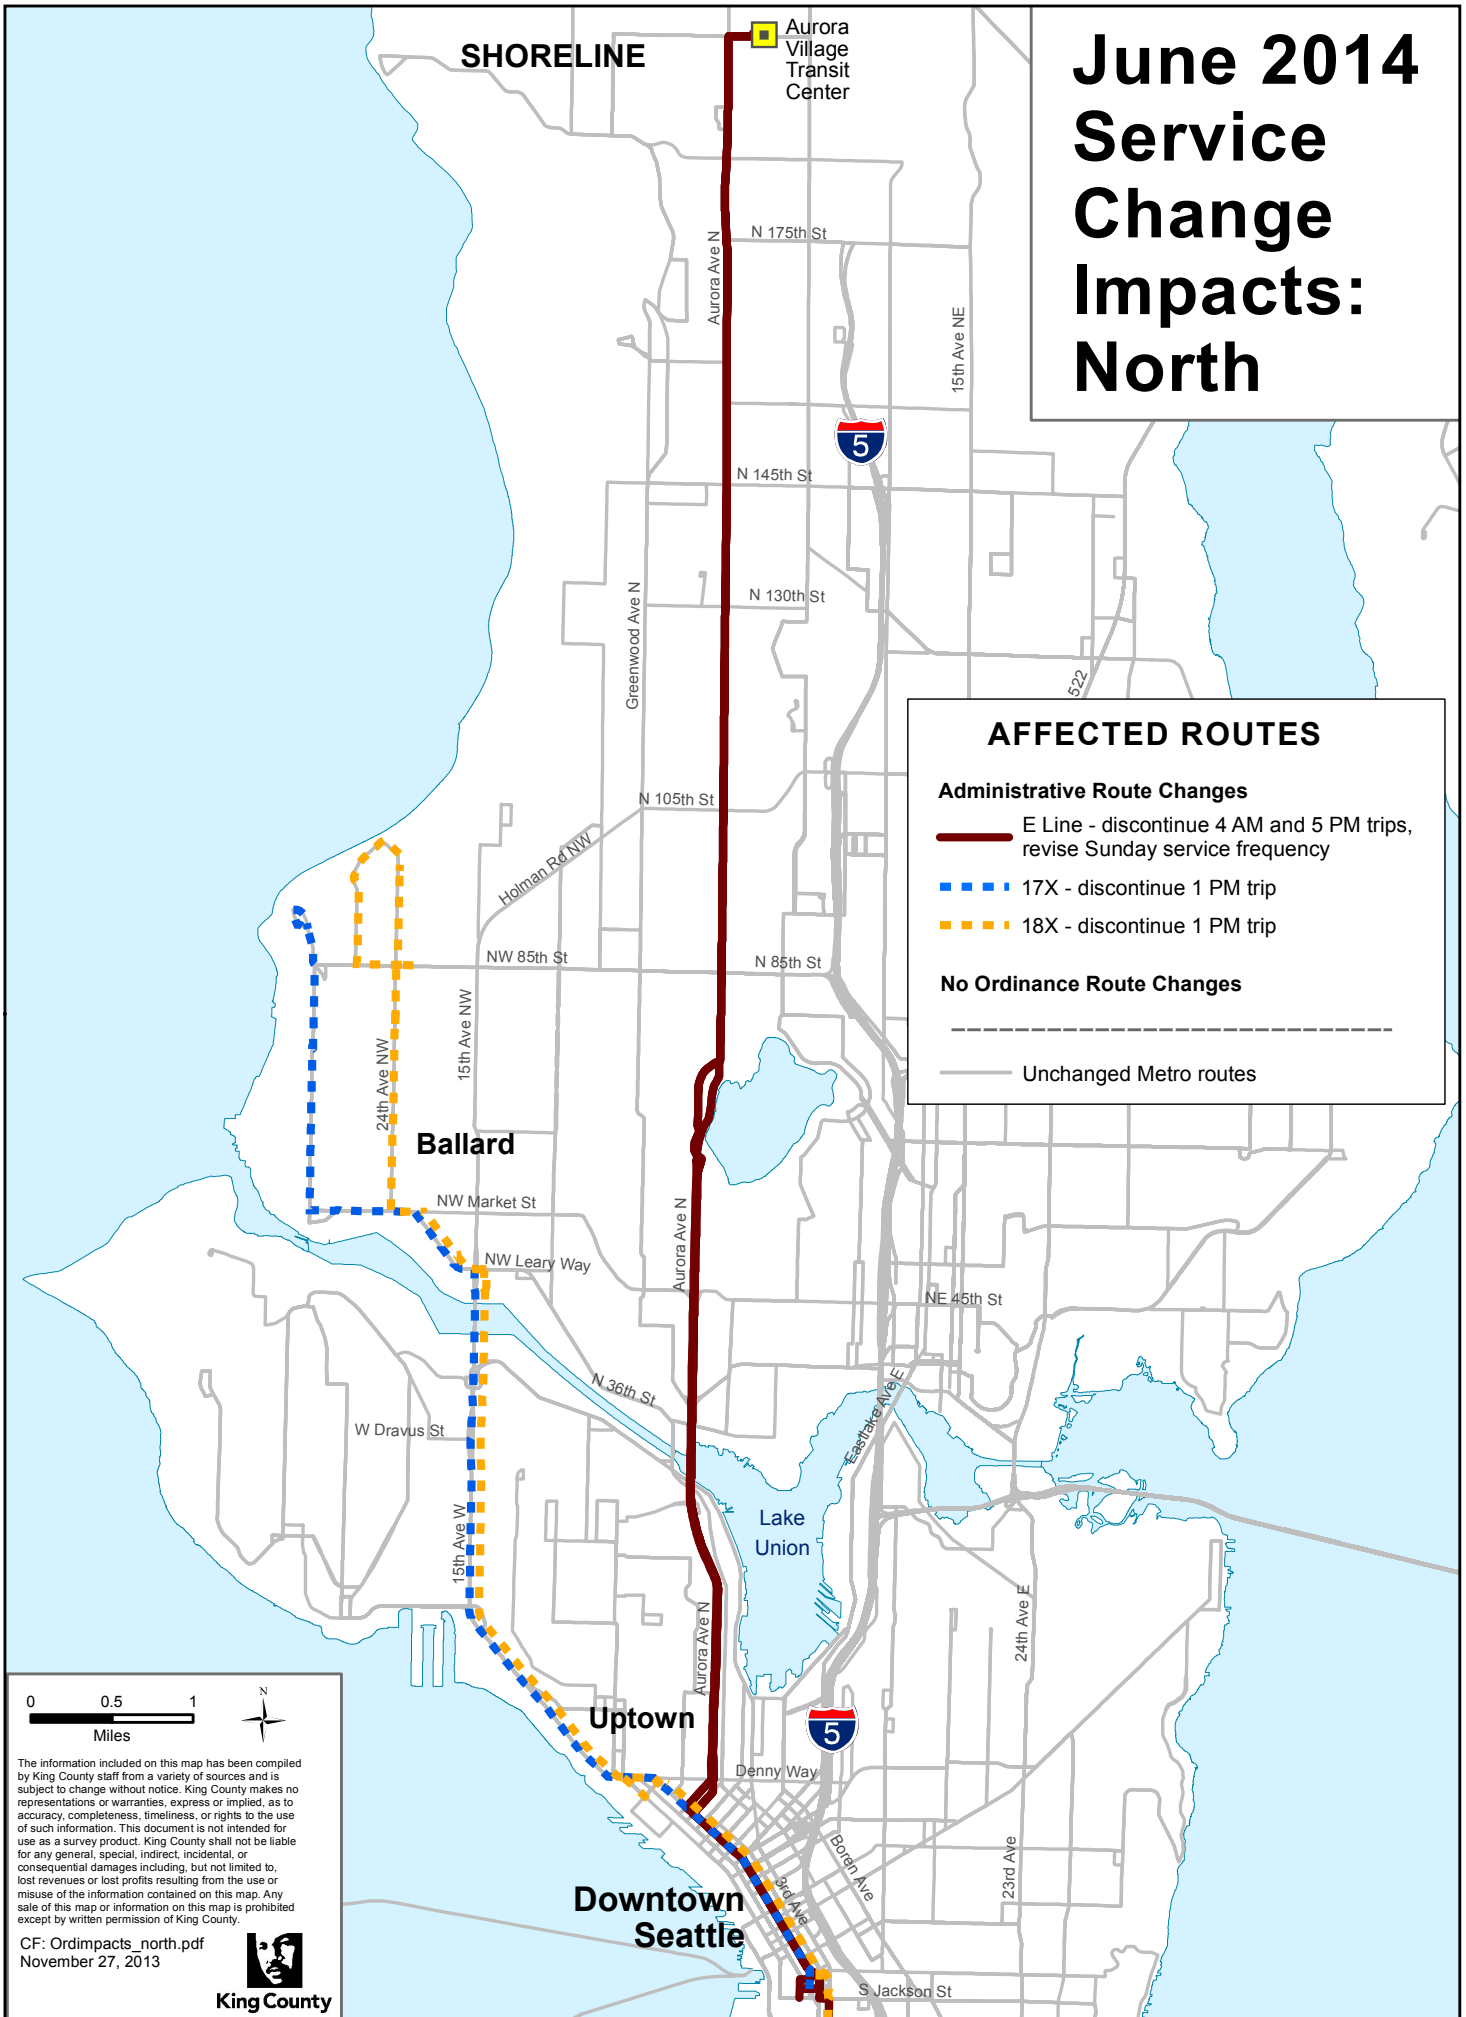 SHORELINE
Aurora
Village
Transit
Center
June 2014
Service
Change
Impacts:
North
N 175th St
Aurora Ave N
15th Ave NE
5
N 145th St
N 130th St
Greenwood Ave N
522
AFFECTED ROUTES
Administrative Route Changes
E Line - discontinue 4 AM and 5 PM trips,
revise Sunday service frequency
17X - discontinue 1 PM trip
18X - discontinue 1 PM trip
No Ordinance Route Changes
Unchanged Metro routes
N 105th St
Holman Rd NW
NW 85th St
N 85th St
15th Ave NW
24th Ave NW
Ballard
NW Market St
Aurora Ave N
NW Leary Way
NE 45th St
N 36th St
Eastlake Ave E
W Dravus St
15th Ave W
Lake
Union
24th Ave E
Aurora Ave N
Uptown
5
Denny Way
Boren Ave
3rd Ave
23rd Ave
Downtown
Seattle
S Jackson St
0 0.5 1
Miles
N
The information included on this map has been compiled
by King County staff from a variety of sources and is
subject to change without notice. King County makes no
representations or warranties, express or implied, as to
accuracy, completeness, timeliness, or rights to the use
of such information. This document is not intended for
use as a survey product. King County shall not be liable
for any general, special, indirect, incidental, or
consequential damages including, but not limited to,
lost revenues or lost profits resulting from the use or
misuse of the information contained on this map. Any
sale of this map or information on this map is prohibited
except by written permission of King County.
CF: Ordimpacts_north.pdf
November 27, 2013
King County